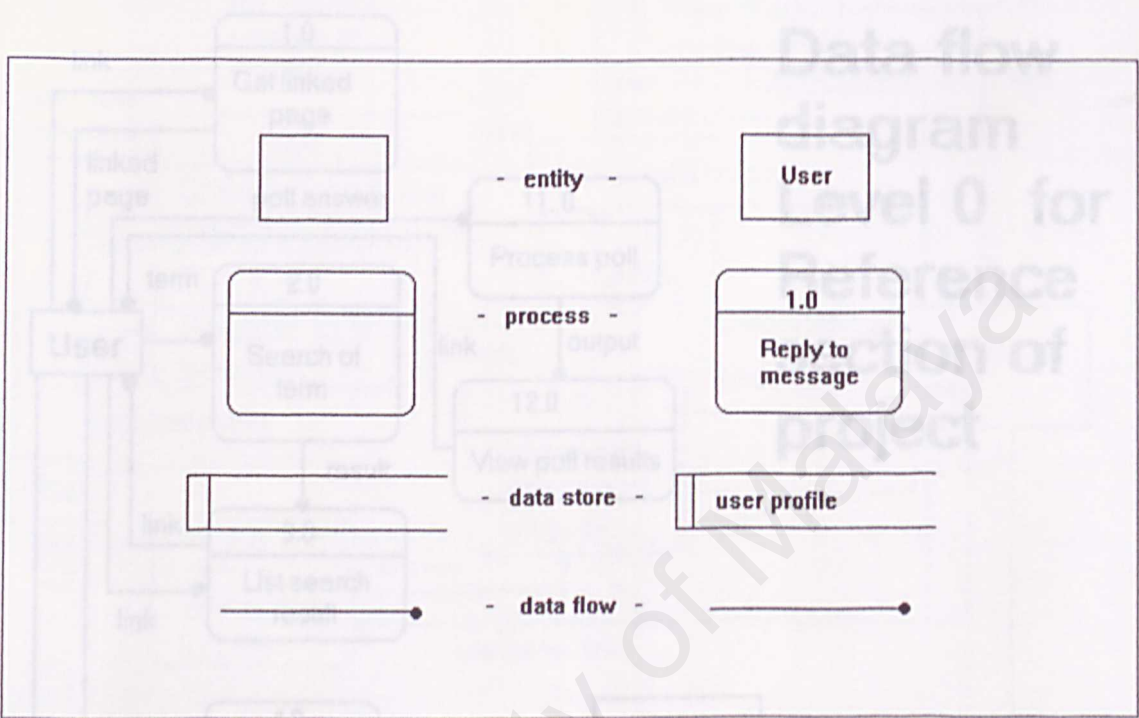 - entity -
User
- process -
1.0
Reply to
message
- data store -
user profile
- data flow -
1.0
link
Get linked
page
linked
page
poll answer
11.0
Process poll
term
2.0
User
Search of
term
link
output
12.0
View poll results
result
link
3.0
List search
result
link
Data flow
diagram
Level 0 for
Reference
section of
project
of Malaya